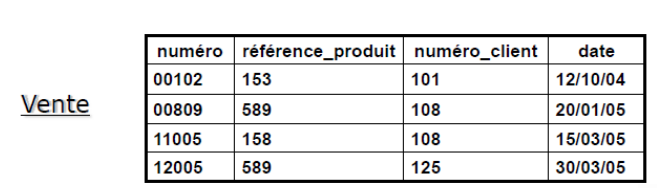 numéro référence_produit numéro_client date
00102 153 101 12/10/04
Vente
00809 589 108 20/01/05
11005 158 108 15/03/05
12005 589 125 30/03/05